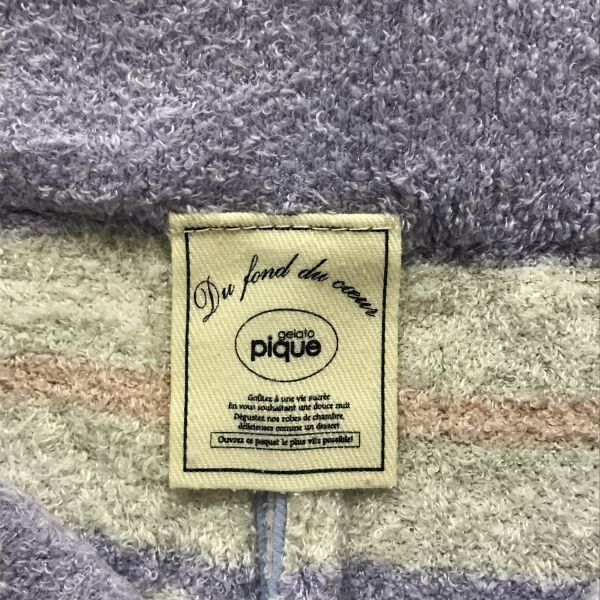 Du fond du cœur
gelato
pique
Goûtez à une vie sucrée
En vous souhaitant une douce nuit
Dégustez nos robes de chambre,
délicieuses comme un dessert
Ouvrez ce paquet le plus vite possible!